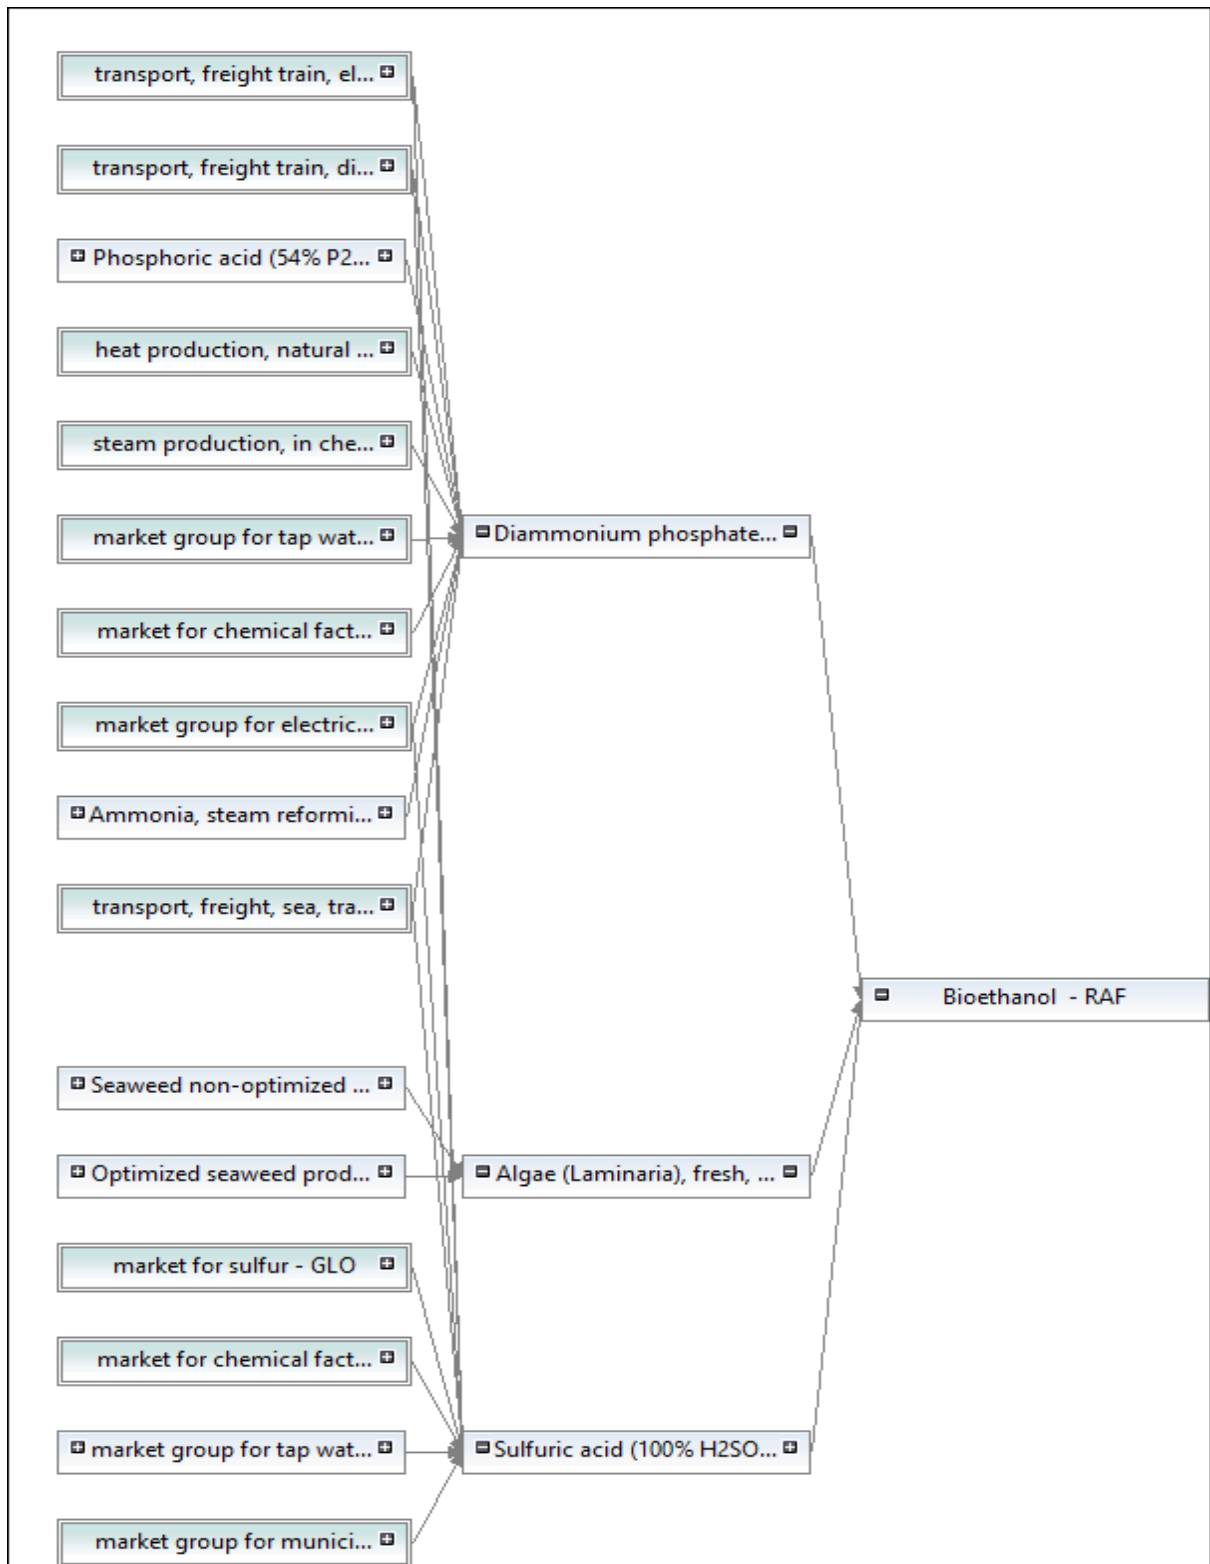 transport, freight train, el...
transport, freight train, di...
Phosphoric acid (54% P2...
heat production, natural ...
steam production, in che...
market group for tap wat...
Diammonium phosphate...
market for chemical fact...
market group for electric...
Ammonia, steam reformi...
transport, freight, sea, tra...
Bioethanol - RAF
Seaweed non-optimized ...
Optimized seaweed prod...
Algae (Laminaria), fresh, ...
market for sulfur - GLO
market for chemical fact...
market group for tap wat...
Sulfuric acid (100% H2SO...
market group for munici...